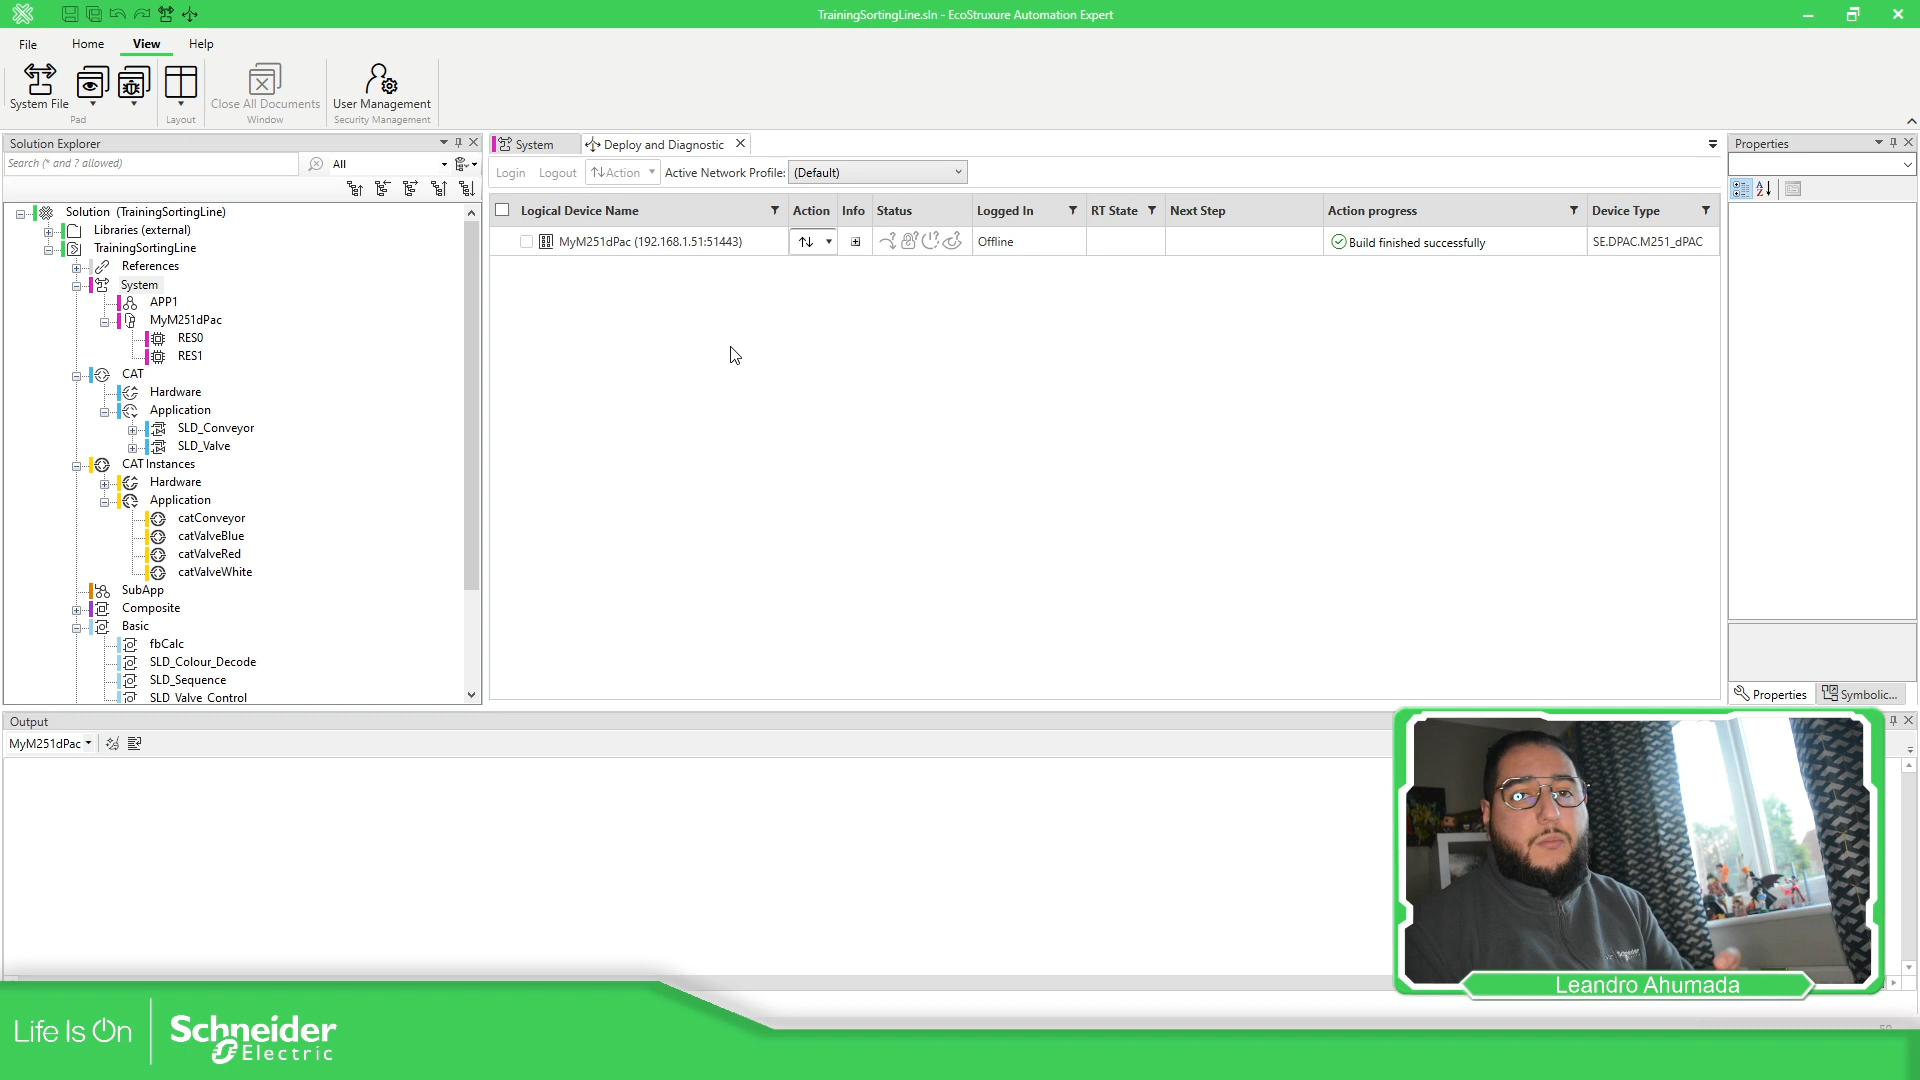 TrainingSortingLine.sln - EcoStruxure Automation Expert
File Home View Help
System File
Close All Documents
User Management
Pad Layout Window Security Management
Solution Explorer
Search (* and ? allowed)
All
Solution (TrainingSortingLine)
Libraries (external)
TrainingSortingLine
References
System
APP1
MyM251dPac
RES0
RES1
CAT
Hardware
Application
SLD_Conveyor
SLD_Valve
CAT Instances
Hardware
Application
catConveyor
catValveBlue
catValveRed
catValveWhite
SubApp
Composite
Basic
fbCalc
SLD_Colour_Decode
SLD_Sequence
SLD_Valve_Control
System
Deploy and Diagnostic
Login Logout Action Active Network Profile: (Default)
Logical Device Name Action Info Status Logged In RT State Next Step Action progress Device Type
MyM251dPac (192.168.1.51:51443) Offline Build finished successfully SE.DPAC.M251_dPAC
Properties
Properties Symbolic...
Output
MyM251dPac
Schneider
Leandro Ahumada
Life Is On
Schneider
Electric